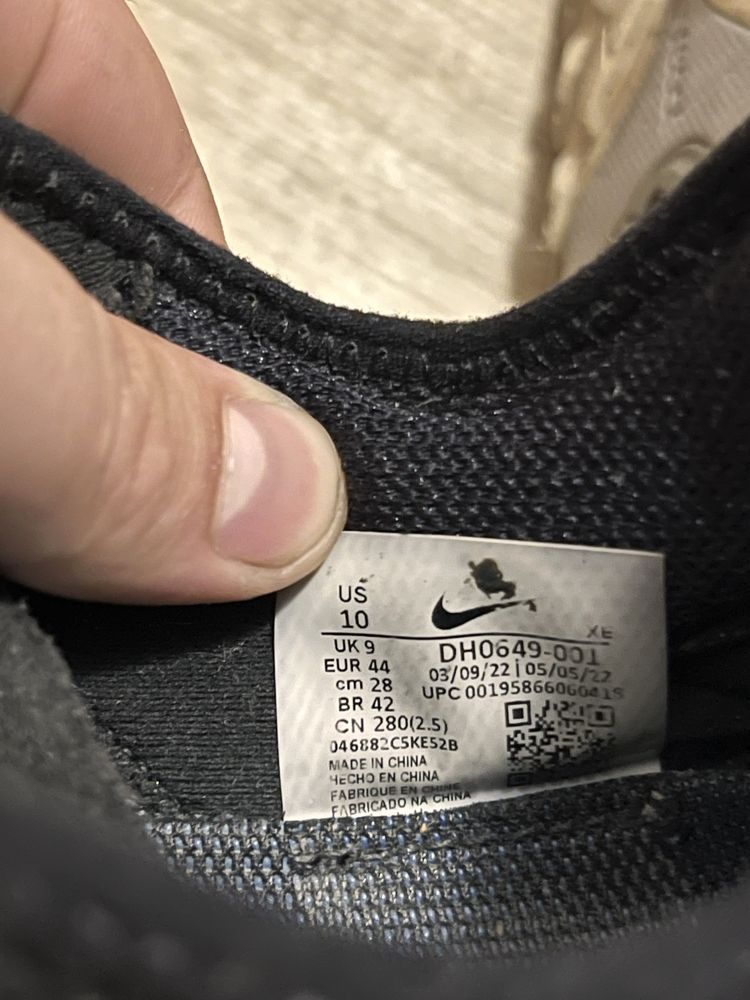 US
10
UK 9
EUR 44
cm 28
BR 42
CN 280(2.5)
046882C5KE52B
MADE IN CHINA
HECHO EN CHINA
FABRIQUE EN CHINE
FABRICADO NA CHINA
XE
DH0649-001
03/09/22 | 05/05/22
UPC